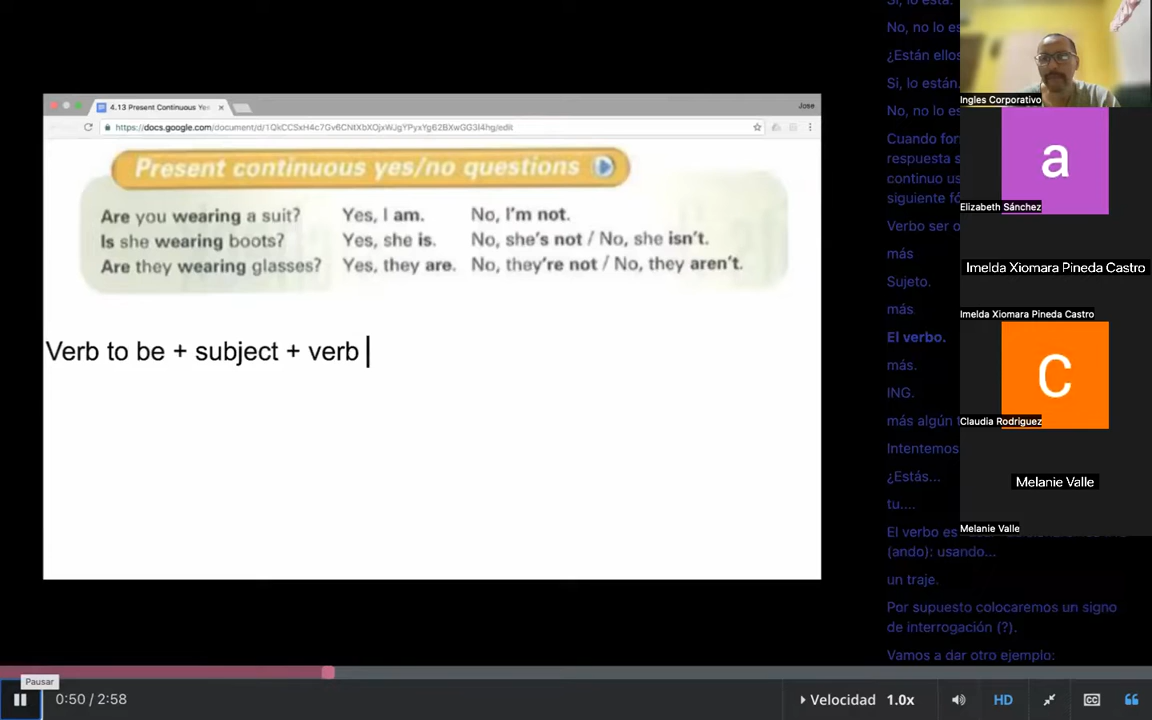 4.13 Present Continuous Yes
Jose
https://docs.google.com/document/d/1QkCCSxH4c7Gv6CNtXbXOjxWJgYPyxYg62BXwGG3I4hg/edit
Present continuous yes/no questions
Are you wearing a suit? Yes, I am. No, I'm not.
Is she wearing boots? Yes, she is. No, she's not / No, she isn't.
Are they wearing glasses? Yes, they are. No, they're not / No, they aren't.
Verb to be + subject + verb
Si, lo está.
No, no lo es
¿Están ellos
Si, lo están.
No, no lo es
Cuando for
respuesta s
continuo us
siguiente fó
Verbo ser o
más
Sujeto.
más
El verbo.
más.
ING.
más algún
Intentemos
¿Estás...
tu....
El verbo es
(ando): usando...
un traje.
Por supuesto colocaremos un signo
de interrogación (?).
Vamos a dar otro ejemplo:
Ingles Corporativo
a
Elizabeth Sánchez
Imelda Xiomara Pineda Castro
Imelda Xiomara Pineda Castro
C
Claudia Rodriguez
Melanie Valle
Melanie Valle
Pausar
0:50 / 2:58
Velocidad 1.0x
HD
CC